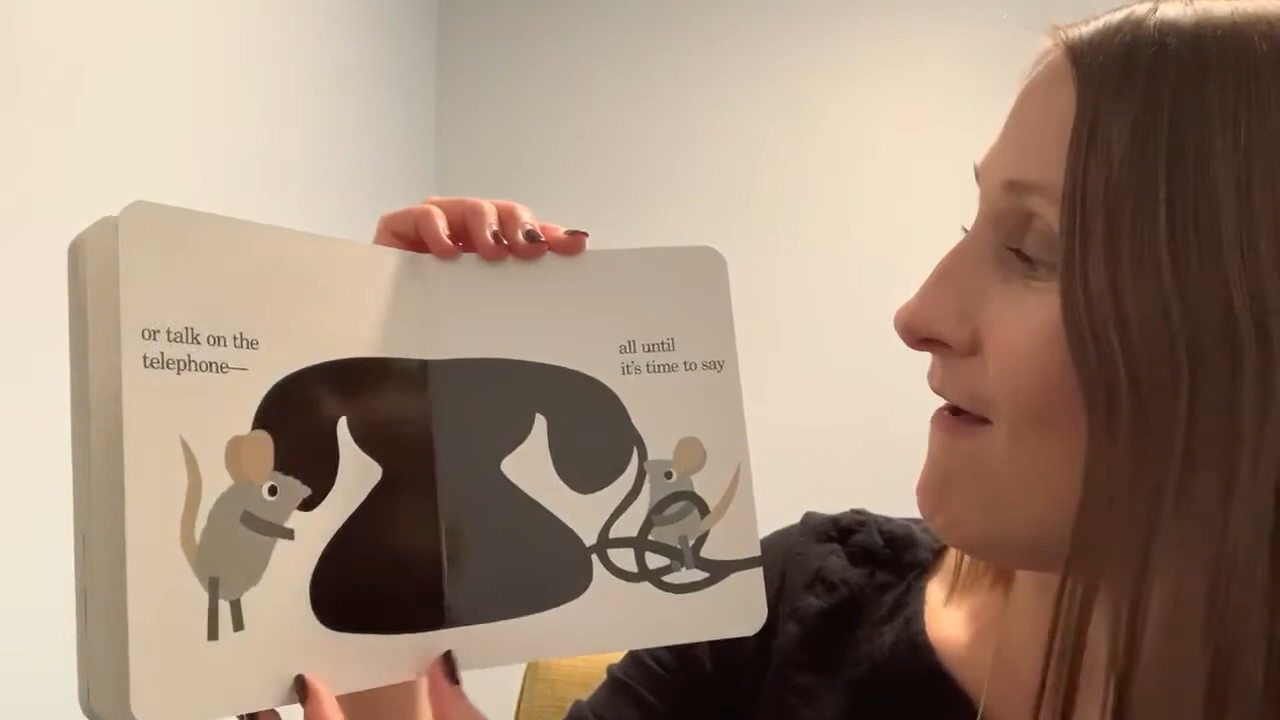 or talk on the
telephone—
all until
it's time to say